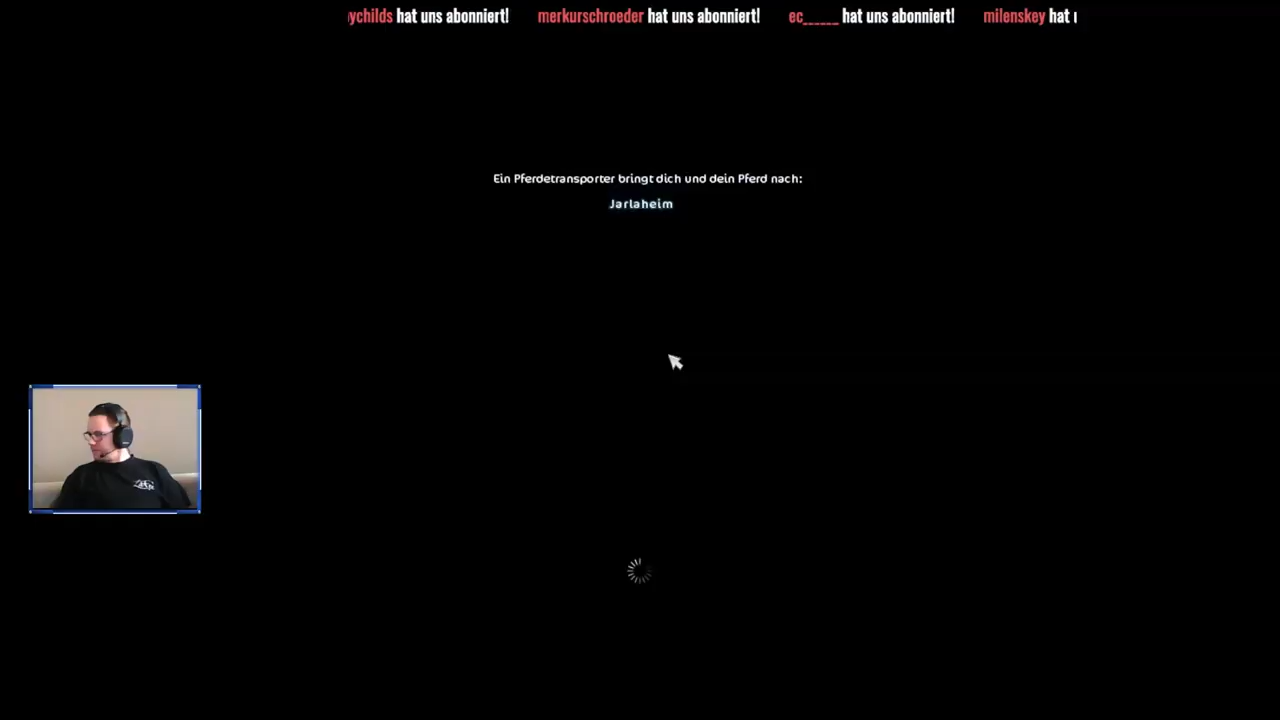 ychilds hat uns abonniert! merkurschroeder hat uns abonniert! ec______ hat uns abonniert! milenskey hat
Ein Pferdetransporter bringt dich und dein Pferd nach:
Jarlaheim